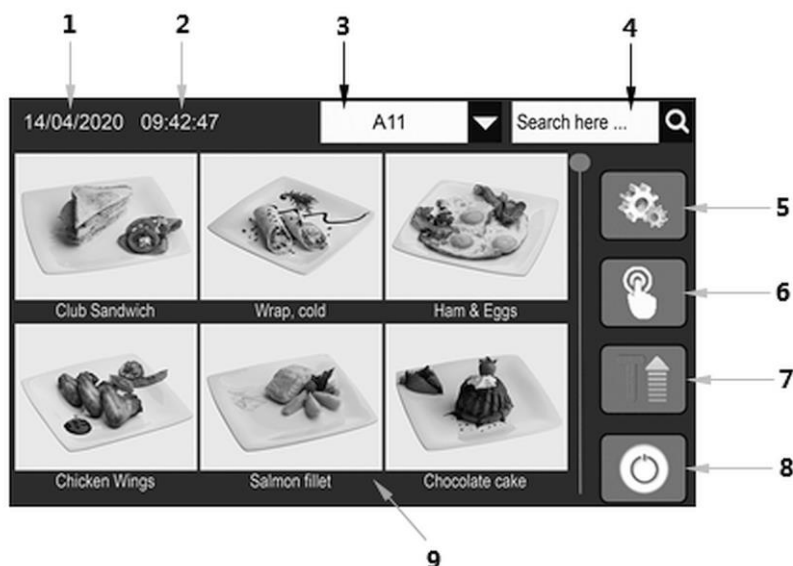 1 2 3 4
14/04/2020 09:42:47 A11 Search here ...
5
Club Sandwich Wrap, cold Ham & Eggs
6
7
Chicken Wings Salmon fillet Chocolate cake
8
9